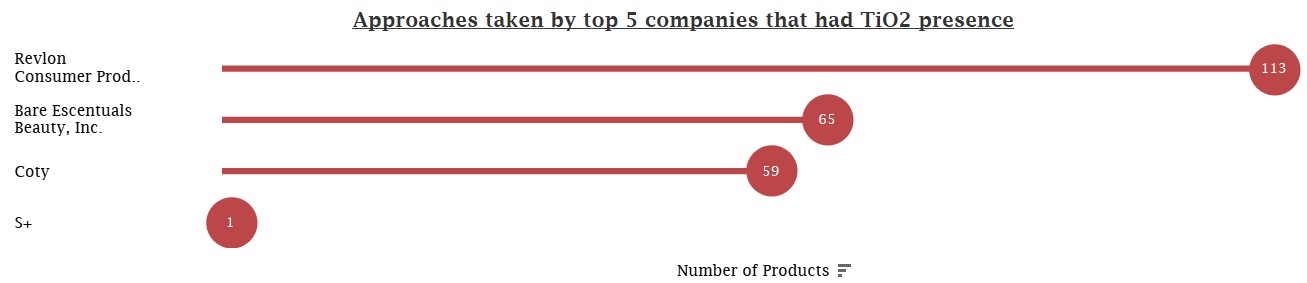 Approaches taken by top 5 companies that had TiO2 presence
Revlon
Consumer Prod..
113
Bare Escentuals
Beauty, Inc.
65
Coty
59
S+
1
Number of Products